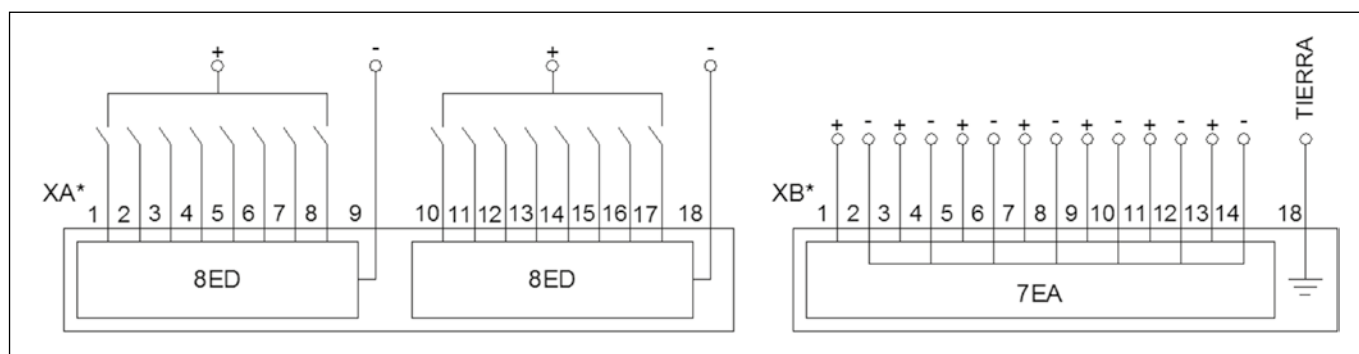 + - + - TIERRA
+ - + - + - + - + - + - + -
XA* 1 2 3 4 5 6 7 8 9 10 11 12 13 14 15 16 17 18 XB* 1 2 3 4 5 6 7 8 9 10 11 12 13 14 18
8ED 8ED 7EA